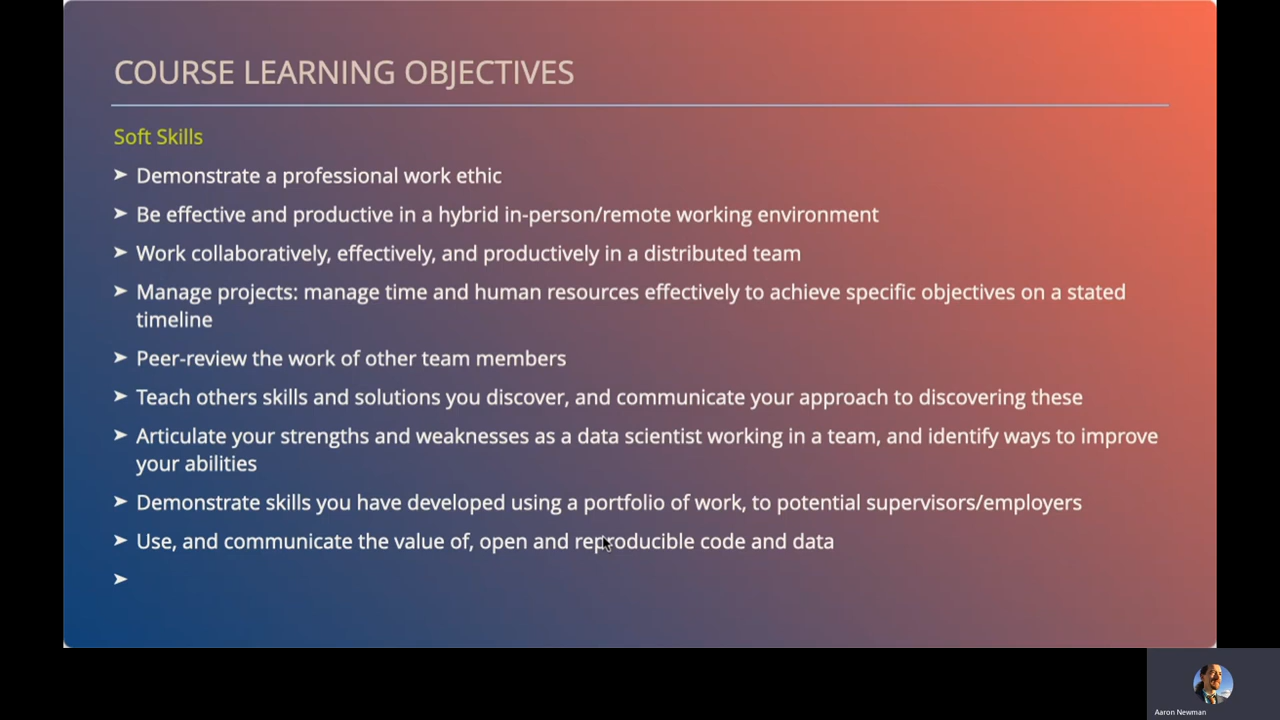 COURSE LEARNING OBJECTIVES
Soft Skills
➤ Demonstrate a professional work ethic
➤ Be effective and productive in a hybrid in-person/remote working environment
➤ Work collaboratively, effectively, and productively in a distributed team
➤ Manage projects: manage time and human resources effectively to achieve specific objectives on a stated
timeline
➤ Peer-review the work of other team members
➤ Teach others skills and solutions you discover, and communicate your approach to discovering these
➤ Articulate your strengths and weaknesses as a data scientist working in a team, and identify ways to improve
your abilities
➤ Demonstrate skills you have developed using a portfolio of work, to potential supervisors/employers
➤ Use, and communicate the value of, open and reproducible code and data
➤
Aaron Newman